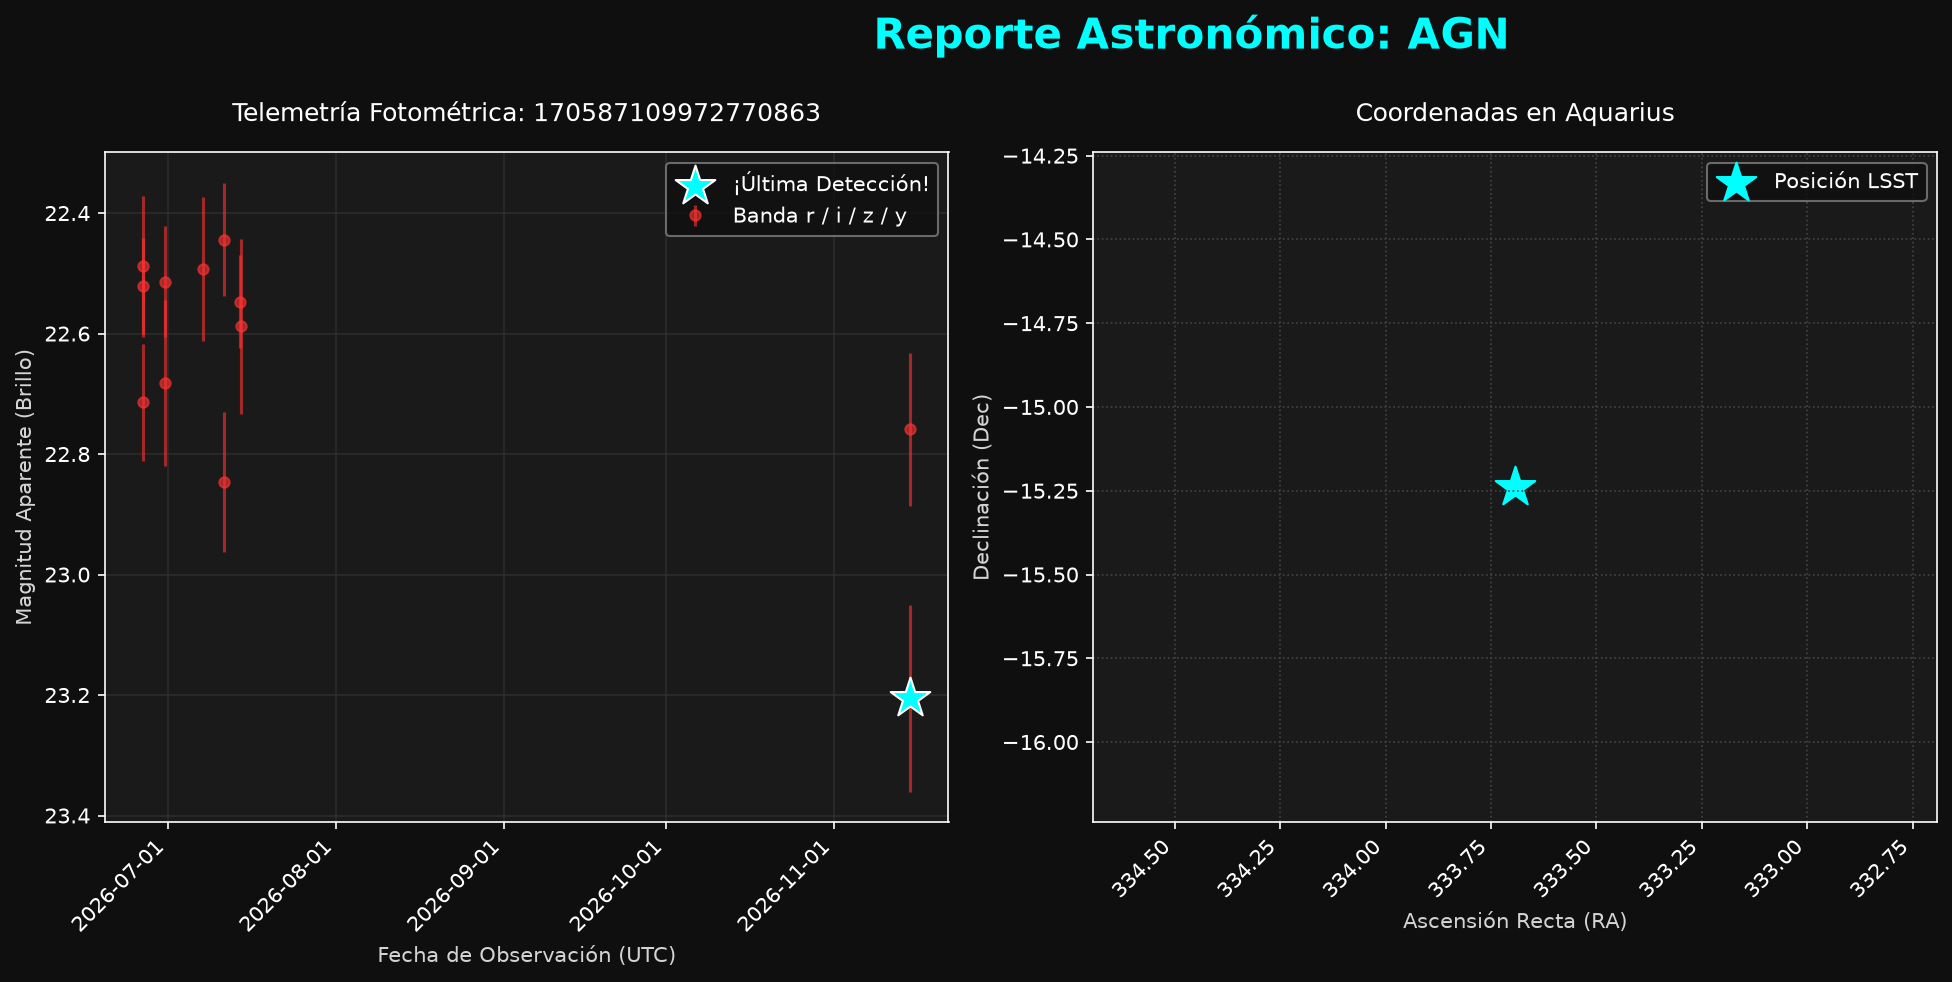 Reporte Astronómico: AGN
Telemetría Fotométrica: 170587109972770863
¡Última Detección!
Banda r / i / z / y
Magnitud Aparente (Brillo)
22.4
22.6
22.8
23.0
23.2
23.4
2026-07-01
2026-08-01
2026-09-01
2026-10-01
2026-11-01
Fecha de Observación (UTC)
Coordenadas en Aquarius
Posición LSST
Declinación (Dec)
−14.25
−14.50
−14.75
−15.00
−15.25
−15.50
−15.75
−16.00
334.50
334.25
334.00
333.75
333.50
333.25
333.00
332.75
Ascensión Recta (RA)